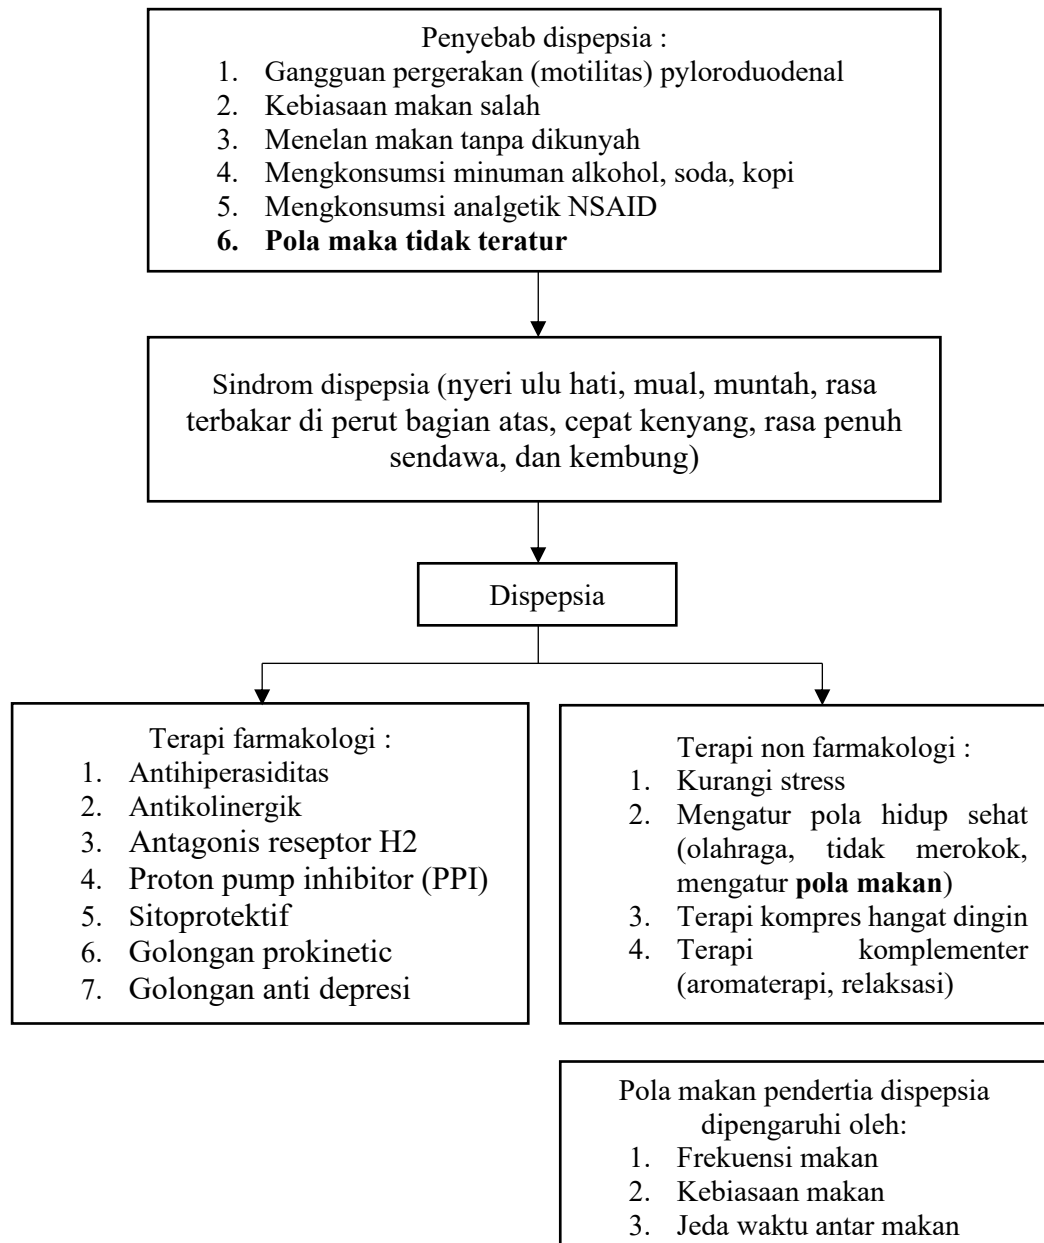 Penyebab dispepsia :
1. Gangguan pergerakan (motilitas) pyloroduodenal
2. Kebiasaan makan salah
3. Menelan makan tanpa dikunyah
4. Mengkonsumsi minuman alkohol, soda, kopi
5. Mengkonsumsi analgetik NSAID
6. Pola maka tidak teratur
Sindrom dispepsia (nyeri ulu hati, mual, muntah, rasa
terbakar di perut bagian atas, cepat kenyang, rasa penuh
sendawa, dan kembung)
Dispepsia
Terapi farmakologi :
1. Antihiperasiditas
2. Antikolinergik
3. Antagonis reseptor H2
4. Proton pump inhibitor (PPI)
5. Sitoprotektif
6. Golongan prokinetic
7. Golongan anti depresi
Terapi non farmakologi :
1. Kurangi stress
2. Mengatur pola hidup sehat
(olahraga, tidak merokok,
mengatur pola makan)
3. Terapi kompres hangat dingin
4. Terapi komplementer
(aromaterapi, relaksasi)
Pola makan pendertia dispepsia
dipengaruhi oleh:
1. Frekuensi makan
2. Kebiasaan makan
3. Jeda waktu antar makan